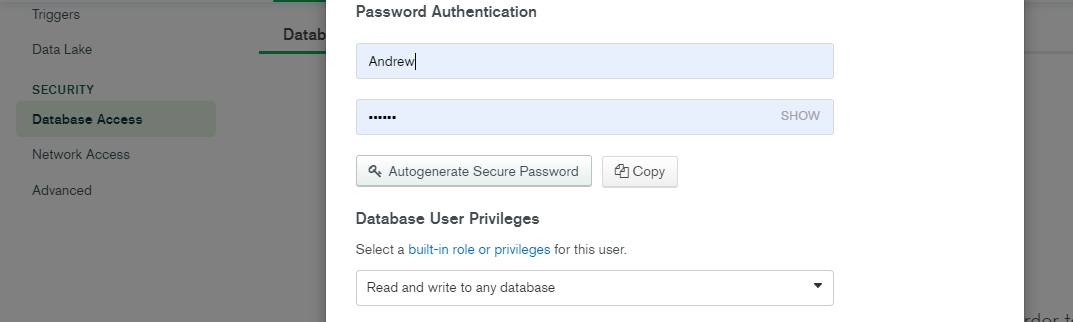 Triggers
Data Lake
SECURITY
Database Access
Network Access
Advanced
Datab
Password Authentication
Andrew
•••••• SHOW
Autogenerate Secure Password Copy
Database User Privileges
Select a built-in role or privileges for this user.
Read and write to any database
rder t